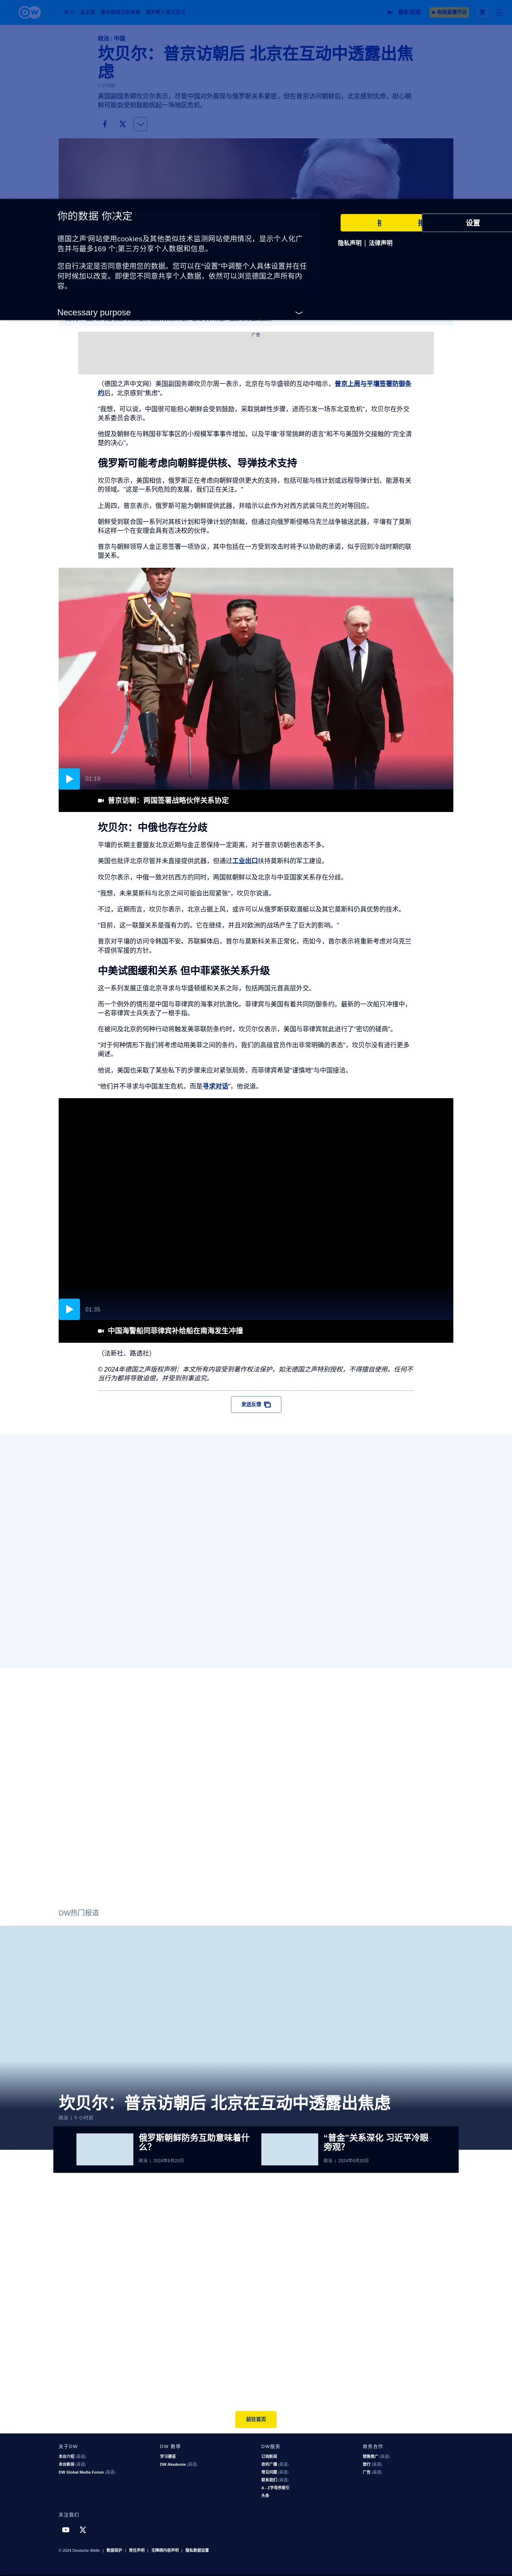 政治 | 中国
坎贝尔：普京访朝后 北京在互动中透露出焦
虑
美国副国务卿坎贝尔表示，尽管中国对外展现与俄罗斯关系紧密，但在普京访问朝鲜后，北京感到忧虑，担心朝
鲜可能会受到鼓励挑起一场地区危机。
你的数据 你决定
德国之声网站使用cookies及其他类似技术监测网站使用情况，显示个人化广
告并与最多169 个;第三方分享个人数据和信息。
您自行决定是否同意使用您的数据。您可以在"设置"中调整个人具体设置并在任
何时候加以改变。即便您不同意共享个人数据，依然可以浏览德国之声所有内
容。
Necessary purpose
设置
隐私声明 | 法律声明
广告
（德国之声中文网）美国副国务卿坎贝尔周一表示，北京在与华盛顿的互动中暗示，普京上周与平壤签署防御条
约后，北京感到"焦虑"。
"我想，可以说，中国很可能担心朝鲜会受到鼓励，采取挑衅性步骤，进而引发一场东北亚危机"，坎贝尔在外交
关系委员会表示。
他提及朝鲜在与韩国非军事区的小规模军事事件增加，以及平壤"非常挑衅的语言"和不与美国外交接触的"完全清
楚的决心"。
俄罗斯可能考虑向朝鲜提供核、导弹技术支持
坎贝尔表示，美国相信，俄罗斯正在考虑向朝鲜提供更大的支持，包括可能与核计划或远程导弹计划、能源有关
的领域。"这是一系列危险的发展，我们正在关注。"
上周四，普京表示，俄罗斯可能为朝鲜提供武器，并暗示以此作为对西方武装乌克兰的对等回应。
朝鲜受到联合国一系列对其核计划和导弹计划的制裁，但通过向俄罗斯侵略乌克兰战争输送武器，平壤有了莫斯
科这样一个在安理会具有否决权的伙伴。
普京与朝鲜领导人金正恩签署一项协议，其中包括在一方受到攻击时将予以协助的承诺，似乎回到冷战时期的联
盟关系。
01:19
普京访朝：两国签署战略伙伴关系协定
坎贝尔：中俄也存在分歧
平壤的长期主要盟友北京近期与金正恩保持一定距离，对于普京访朝也表态不多。
美国也批评北京尽管并未直接提供武器，但通过工业出口扶持莫斯科的军工建设。
坎贝尔表示，中俄一致对抗西方的同时，两国就朝鲜以及北京与中亚国家关系存在分歧。
"我想，未来莫斯科与北京之间可能会出现紧张"，坎贝尔说道。
不过，近期而言，坎贝尔表示，北京占据上风，或许可以从俄罗斯获取潜艇以及其它莫斯科仍具优势的技术。
"目前，这一联盟关系是强有力的。它在继续，并且对欧洲的战场产生了巨大的影响。"
普京对平壤的访问令韩国不安。苏联解体后，首尔与莫斯科关系正常化，而如今，首尔表示将重新考虑对乌克兰
不提供军援的方针。
中美试图缓和关系 但中菲紧张关系升级
这一系列发展正值北京寻求与华盛顿缓和关系之际，包括两国元首高层外交。
而一个例外的情形是中国与菲律宾的海事对抗激化。菲律宾与美国有着共同防御条约。最新的一次船只冲撞中，
一名菲律宾士兵失去了一根手指。
在被问及北京的何种行动将触发美菲联防条约时，坎贝尔仅表示，美国与菲律宾就此进行了"密切的磋商"。
"对于何种情形下我们将考虑动用美菲之间的条约，我们的高级官员作出非常明确的表态"，坎贝尔没有进行更多
阐述。
他说，美国也采取了某些私下的步骤来应对紧张局势，而菲律宾希望"谨慎地"与中国接洽。
"他们并不寻求与中国发生危机，而是寻求对话"，他说道。
01:35
中国海警船同菲律宾补给船在南海发生冲撞
（法新社、路透社）
© 2024年德国之声版权声明：本文所有内容受到著作权法保护，如无德国之声特别授权，不得擅自使用。任何不
当行为都将导致追偿，并受到刑事追究。
发送反馈
DW热门报道
坎贝尔：普京访朝后 北京在互动中透露出焦虑
政治 | 6 小时前
俄罗斯朝鲜防务互助意味着什
么？
政治 | 2024年6月20日
“普金”关系深化 习近平冷眼
旁观？
政治 | 2024年6月20日
前往首页
关于DW
本台介绍 (英语)
本台新闻 (英语)
DW Global Media Forum (英语)
DW 教学
学习德语
DW Akademie (英语)
DW服务
订阅新闻
收听广播 (英语)
常见问题 (英语)
联系我们 (英语)
A - Z字母序索引
头条
商务合作
销售推广 (英语)
旅行 (英语)
广告 (英语)
关注我们
© 2024 Deutsche Welle | 数据保护 | 责任声明 | 无障碍内容声明 | 隐私数据设置